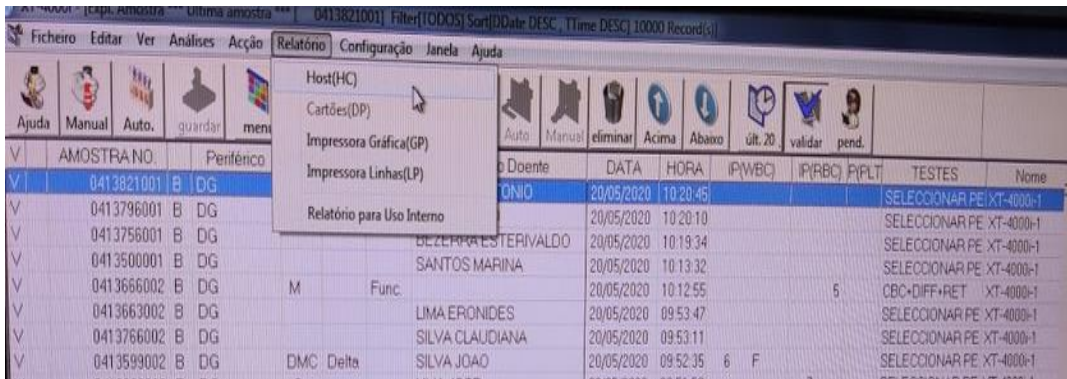 XT-4000i - [Expl. Amostra *** Última amostra *** [ 0413821001] Filter[TODOS] Sort[DDate DESC , TTime DESC] 10000 Record(s)]
Ficheiro Editar Ver Análises Acção Relatório Configuração Janela Ajuda
Host(HC)
Cartões(DP)
Impressora Gráfica(GP)
Impressora Linhas(LP)
Relatório para Uso Interno
Ajuda Manual Auto. guardar Auto Manual eliminar Acima Abaixo últ. 20 validar pend.
V AMOSTRA NO. Periférico Doente DATA HORA IP(WBC) IP(RBC) IP(PLT TESTES Nome
V 0413821001 B DG 20/05/2020 10:20:45 SELECCIONAR PE XT-4000i-1
V 0413796001 B DG 20/05/2020 10:20:10 SELECCIONAR PE XT-4000i-1
V 0413756001 B DG BEZERRA ESTERIVALDO 20/05/2020 10:19:34 SELECCIONAR PE XT-4000i-1
V 0413500001 B DG SANTOS MARINA 20/05/2020 10:13:32 SELECCIONAR PE XT-4000i-1
V 0413666002 B DG M Func. 20/05/2020 10:12:55 6 CBC+DIFF+RET XT-4000i-1
V 0413663002 B DG LIMA ERONIDES 20/05/2020 09:53:47 SELECCIONAR PE XT-4000i-1
V 0413766002 B DG SILVA CLAUDIANA 20/05/2020 09:53:11 SELECCIONAR PE XT-4000i-1
V 0413599002 B DG DMC Delta SILVA JOAO 20/05/2020 09:52:35 6 F SELECCIONAR PE XT-4000i-1